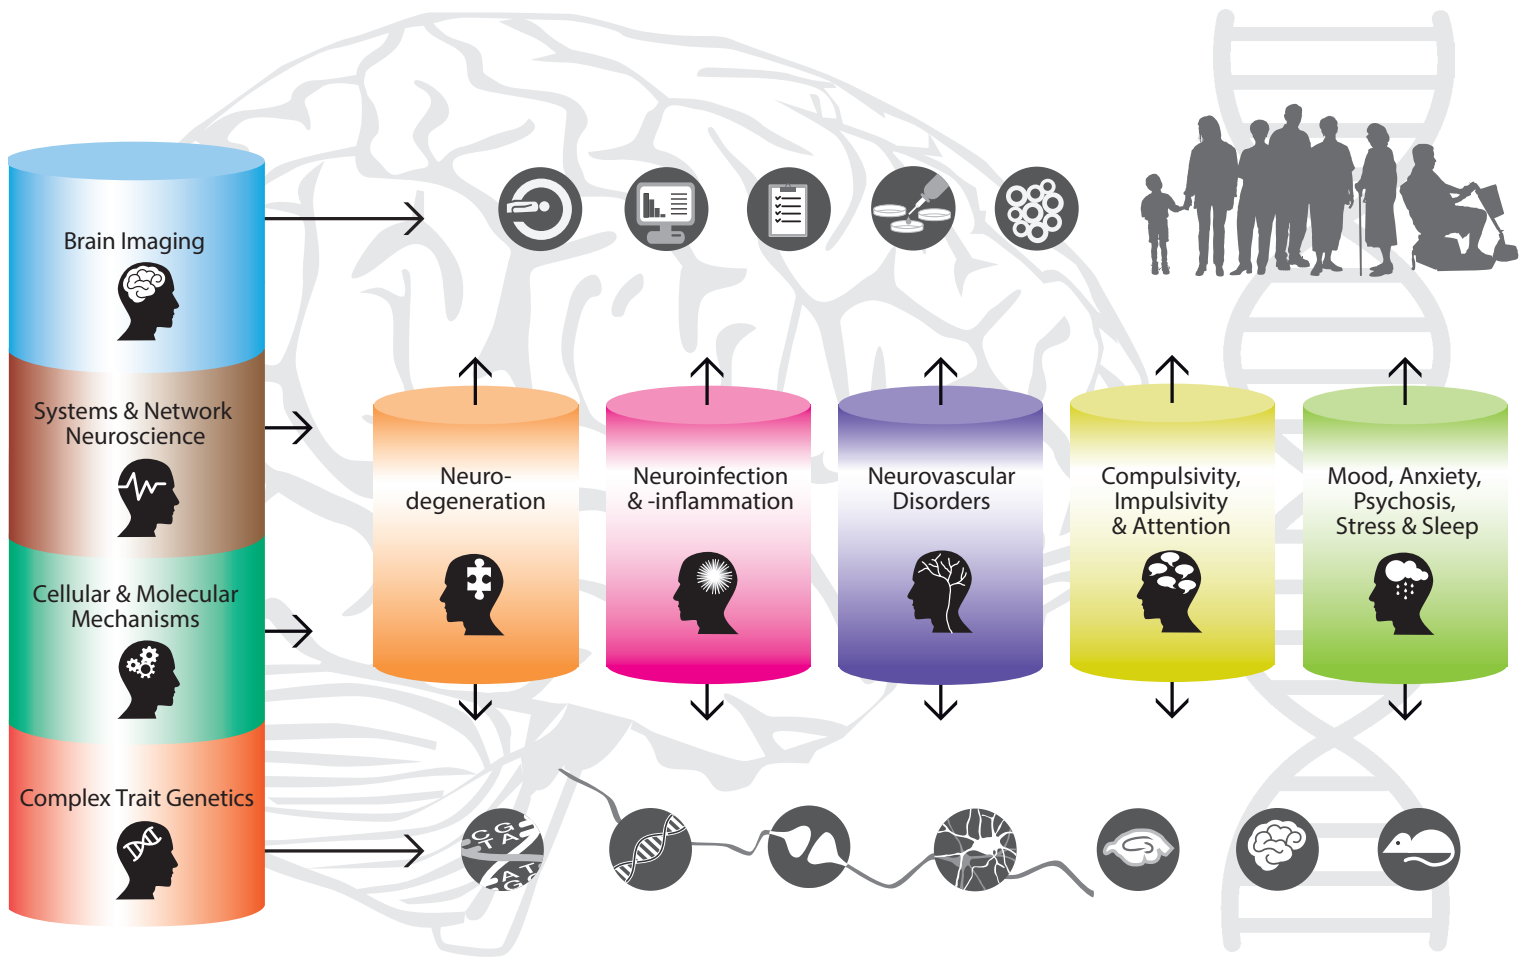 Brain Imaging
Systems & Network
Neuroscience
Cellular & Molecular
Mechanisms
Complex Trait Genetics
Neuro-
degeneration
Neuroinfection
& -inflammation
Neurovascular
Disorders
Compulsivity,
Impulsivity
& Attention
Mood, Anxiety,
Psychosis,
Stress & Sleep
C G
T A
A T
G C